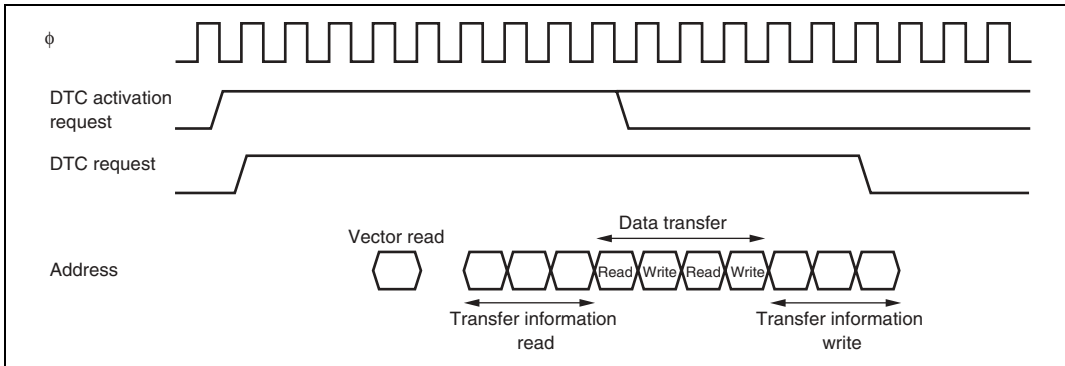 ϕ
DTC activation
request
DTC request
Data transfer
Vector read
Address
Read Write Read Write
Transfer information
read
Transfer information
write